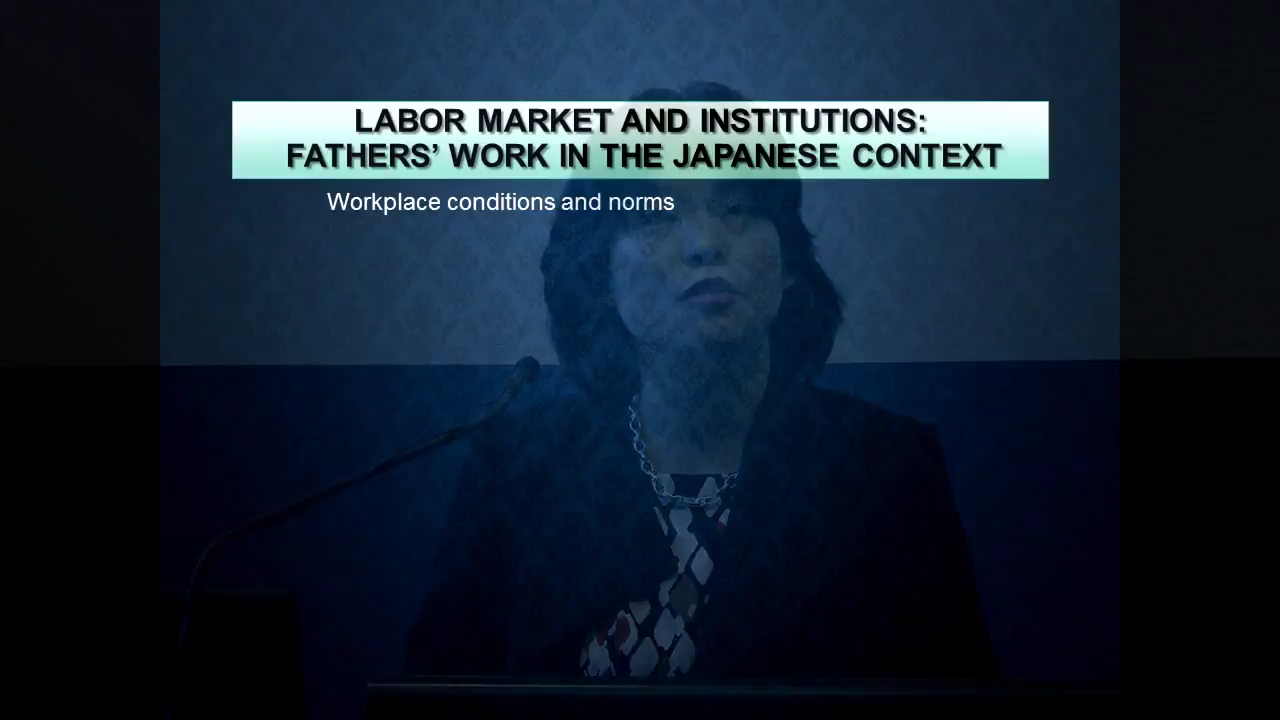 LABOR MARKET AND INSTITUTIONS:
FATHERS’ WORK IN THE JAPANESE CONTEXT
Workplace conditions and norms